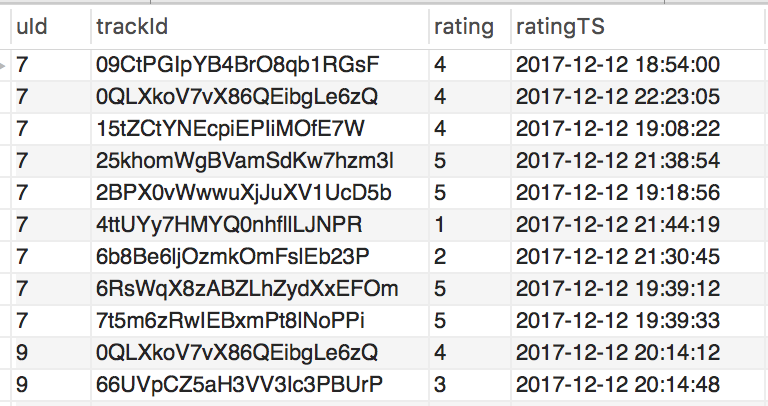 uId trackId rating ratingTS
7 09CtPGIpYB4BrO8qb1RGsF 4 2017-12-12 18:54:00
7 0QLXkoV7vX86QEibgLe6zQ 4 2017-12-12 22:23:05
7 15tZCtYNEcpiEPIiMOfE7W 4 2017-12-12 19:08:22
7 25khomWgBVamSdKw7hzm3l 5 2017-12-12 21:38:54
7 2BPX0vWwwuXjJuXV1UcD5b 5 2017-12-12 19:18:56
7 4ttUYy7HMYQ0nhfllLJNPR 1 2017-12-12 21:44:19
7 6b8Be6ljOzmkOmFslEb23P 2 2017-12-12 21:30:45
7 6RsWqX8zABZLhZydXxEFOm 5 2017-12-12 19:39:12
7 7t5m6zRwIEBxmPt8lNoPPi 5 2017-12-12 19:39:33
9 0QLXkoV7vX86QEibgLe6zQ 4 2017-12-12 20:14:12
9 66UVpCZ5aH3VV3Ic3PBUrP 3 2017-12-12 20:14:48